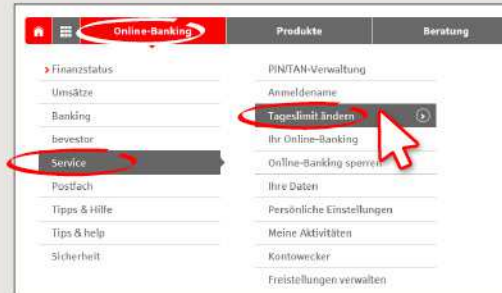 Online-Banking
Produkte
Beratung
Finanzstatus
Umsätze
Banking
bevestor
Service
Postfach
Tipps & Hilfe
Tips & help
Sicherheit
PIN/TAN-Verwaltung
Anmeldename
Tageslimit ändern
Ihr Online-Banking
Online-Banking sperren
Ihre Daten
Persönliche Einstellungen
Meine Aktivitäten
Kontowecker
Freistellungen verwalten